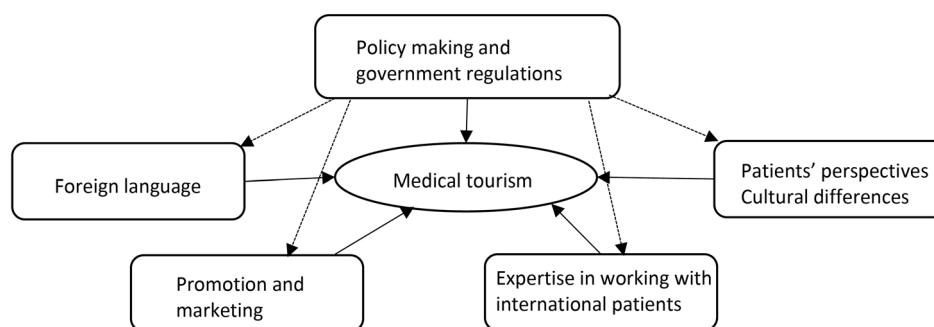 Policy making and
government regulations
Foreign language
Medical tourism
Patients’ perspectives
Cultural differences
Promotion and
marketing
Expertise in working with
international patients